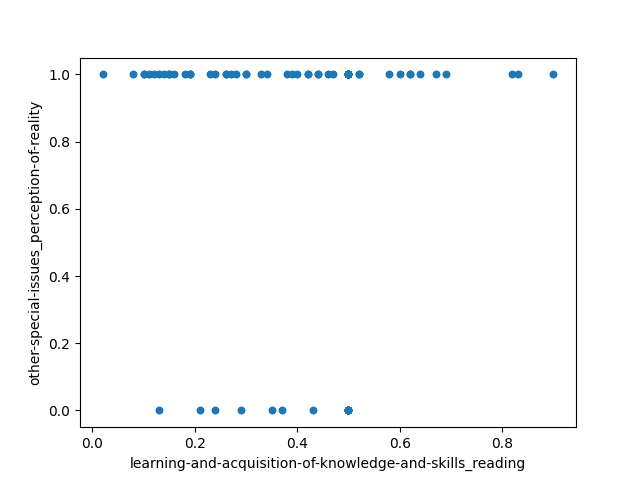 1.0
0.8
0.6
0.4
0.2
0.0
other-special-issues_perception-of-reality
0.0 0.2 0.4 0.6 0.8
learning-and-acquisition-of-knowledge-and-skills_reading